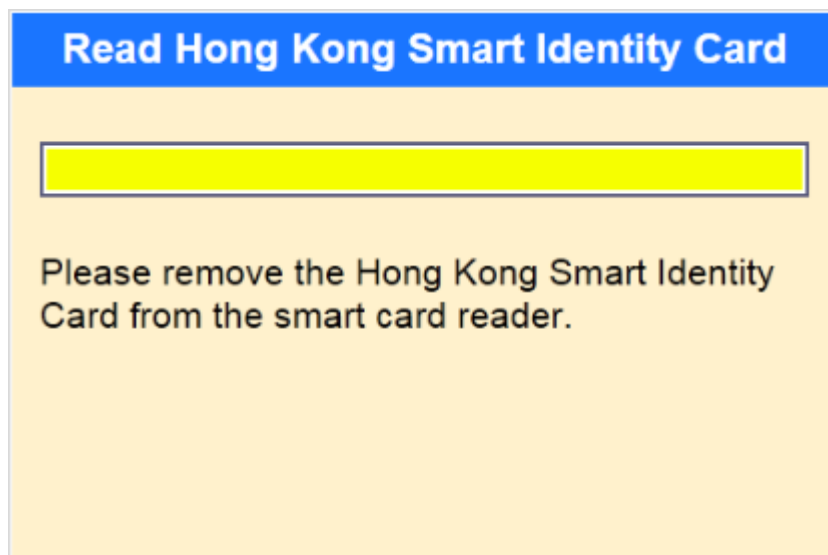 Read Hong Kong Smart Identity Card
Please remove the Hong Kong Smart Identity
Card from the smart card reader.